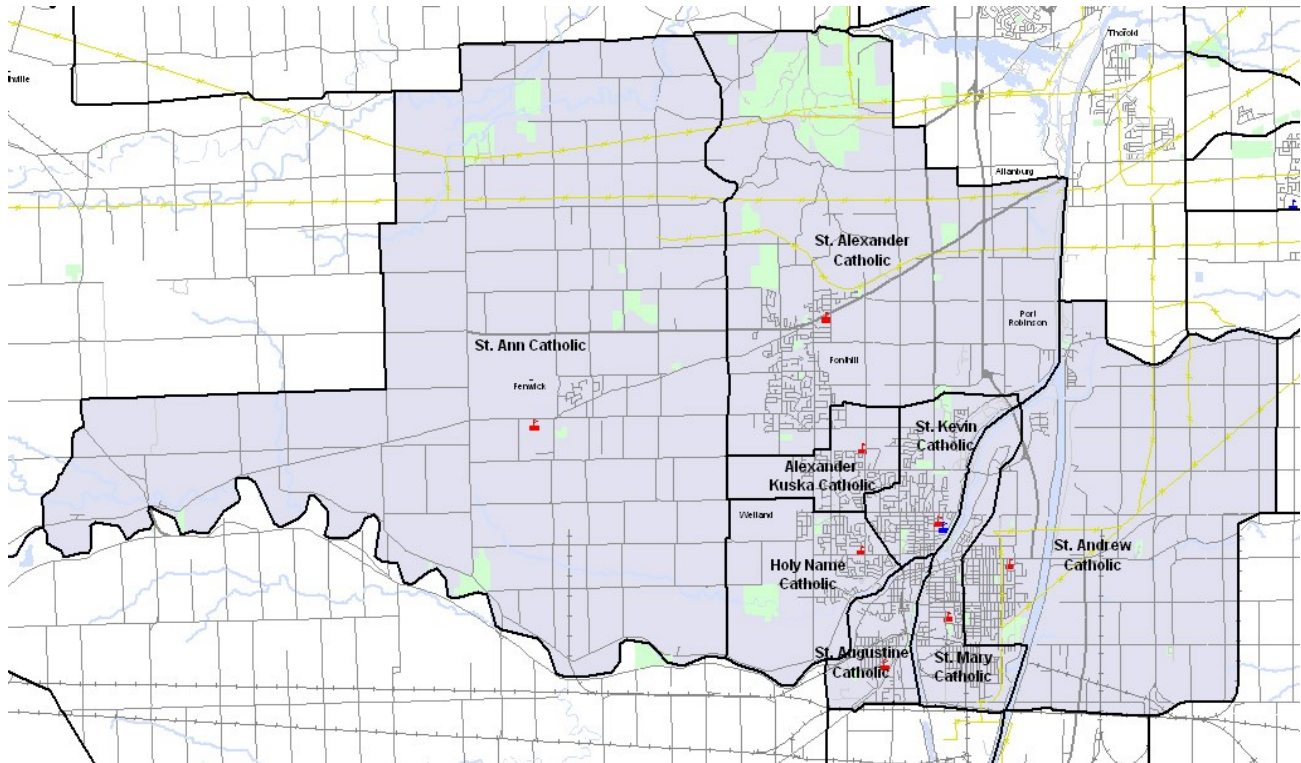 Thorold
Allanburg
St. Alexander
Catholic
Port
Robinson
St. Ann Catholic
Fonthill
Fenwick
St. Kevin
Catholic
Alexander
Kuska Catholic
Welland
St. Andrew
Catholic
Holy Name
Catholic
St. Augustine
Catholic
St. Mary
Catholic